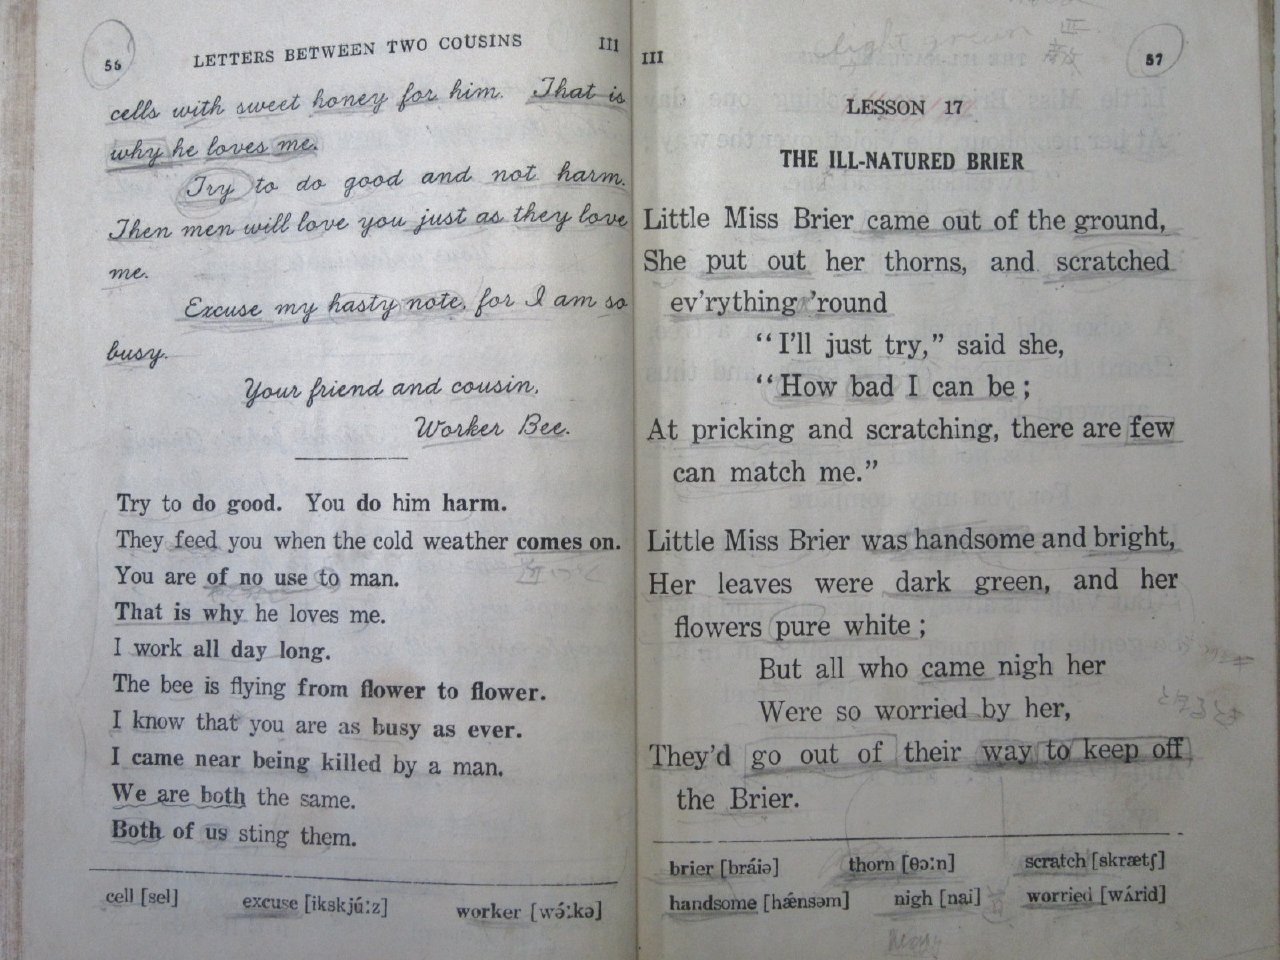 56 LETTERS BETWEEN TWO COUSINS III
cells with sweet honey for him. That is
why he loves me.
Try to do good and not harm.
Then men will love you just as they love
me.
Excuse my hasty note, for I am so
busy.
Your friend and cousin,
Worker Bee.
Try to do good. You do him harm.
They feed you when the cold weather comes on.
You are of no use to man.
That is why he loves me.
I work all day long.
The bee is flying from flower to flower.
I know that you are as busy as ever.
I came near being killed by a man.
We are both the same.
Both of us sting them.
cell [sel] excuse [ikskjúːz] worker [wə́ːkə]
III 57
LESSON 17
THE ILL-NATURED BRIER
Little Miss Brier came out of the ground,
She put out her thorns, and scratched
ev'rything 'round
“I'll just try,” said she,
“How bad I can be;
At pricking and scratching, there are few
can match me.”
Little Miss Brier was handsome and bright,
Her leaves were dark green, and her
flowers pure white;
But all who came nigh her
Were so worried by her,
They'd go out of their way to keep off
the Brier.
brier [bráiə] thorn [θɔːn] scratch [skrætʃ]
handsome [hǽnsəm] nigh [nai] worried [wʌ́rid]